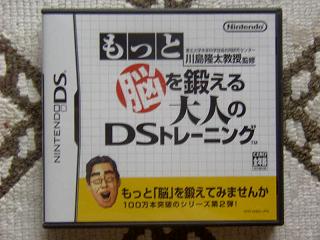 Nintendo
東北大学未来科学技術共同研究センター
川島隆太教授監修
もっと
脳を鍛える
大人の
DSトレーニング
TM
NINTENDO DS
TM
もっと「脳」を鍛えてみませんか
100万本突破のシリーズ第2弾!